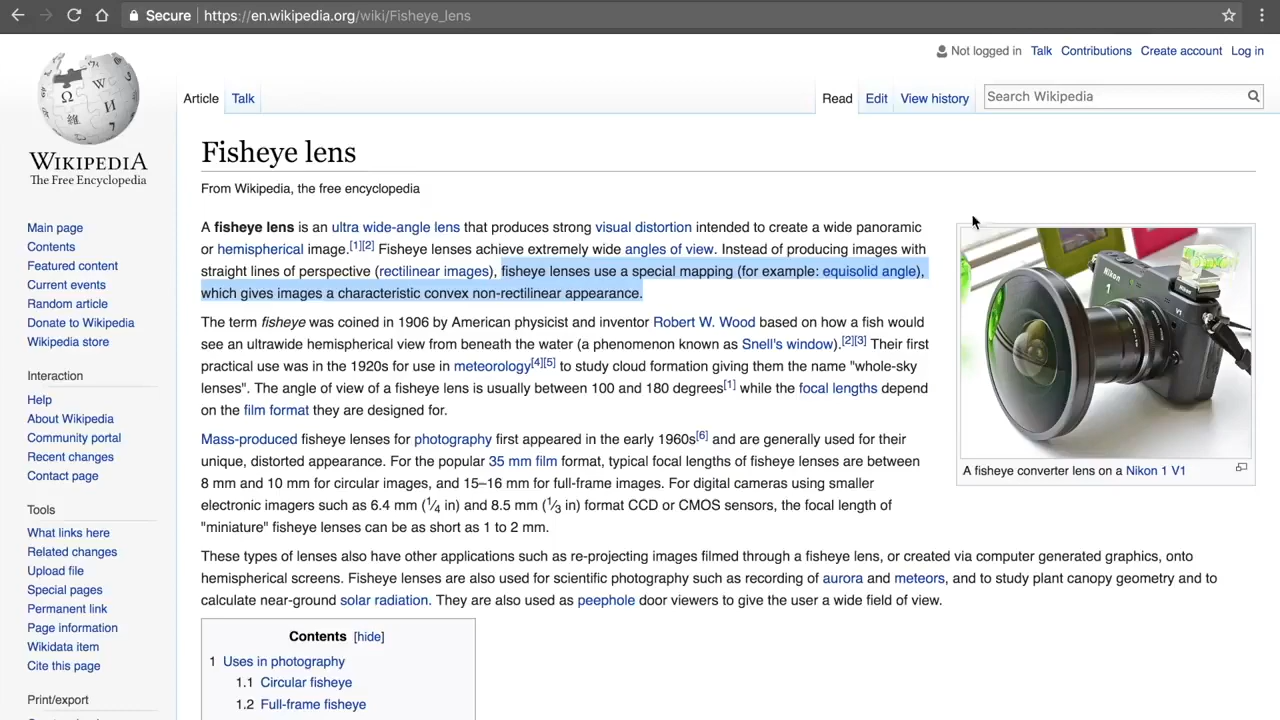 Secure https://en.wikipedia.org/wiki/Fisheye_lens
Not logged in Talk Contributions Create account Log in
Article Talk Read Edit View history Search Wikipedia
WIKIPEDIA
The Free Encyclopedia
Main page
Contents
Featured content
Current events
Random article
Donate to Wikipedia
Wikipedia store
Interaction
Help
About Wikipedia
Community portal
Recent changes
Contact page
Tools
What links here
Related changes
Upload file
Special pages
Permanent link
Page information
Wikidata item
Cite this page
Print/export
Fisheye lens
From Wikipedia, the free encyclopedia
A fisheye lens is an ultra wide-angle lens that produces strong visual distortion intended to create a wide panoramic
or hemispherical image.[1][2] Fisheye lenses achieve extremely wide angles of view. Instead of producing images with
straight lines of perspective (rectilinear images), fisheye lenses use a special mapping (for example: equisolid angle),
which gives images a characteristic convex non-rectilinear appearance.
The term fisheye was coined in 1906 by American physicist and inventor Robert W. Wood based on how a fish would
see an ultrawide hemispherical view from beneath the water (a phenomenon known as Snell's window).[2][3] Their first
practical use was in the 1920s for use in meteorology[4][5] to study cloud formation giving them the name "whole-sky
lenses". The angle of view of a fisheye lens is usually between 100 and 180 degrees[1] while the focal lengths depend
on the film format they are designed for.
Mass-produced fisheye lenses for photography first appeared in the early 1960s[6] and are generally used for their
unique, distorted appearance. For the popular 35 mm film format, typical focal lengths of fisheye lenses are between
8 mm and 10 mm for circular images, and 15–16 mm for full-frame images. For digital cameras using smaller
electronic imagers such as 6.4 mm (1⁄4 in) and 8.5 mm (1⁄3 in) format CCD or CMOS sensors, the focal length of
"miniature" fisheye lenses can be as short as 1 to 2 mm.
These types of lenses also have other applications such as re-projecting images filmed through a fisheye lens, or created via computer generated graphics, onto
hemispherical screens. Fisheye lenses are also used for scientific photography such as recording of aurora and meteors, and to study plant canopy geometry and to
calculate near-ground solar radiation. They are also used as peephole door viewers to give the user a wide field of view.
Contents [hide]
1 Uses in photography
1.1 Circular fisheye
1.2 Full-frame fisheye
Nikon
1
V1
A fisheye converter lens on a Nikon 1 V1